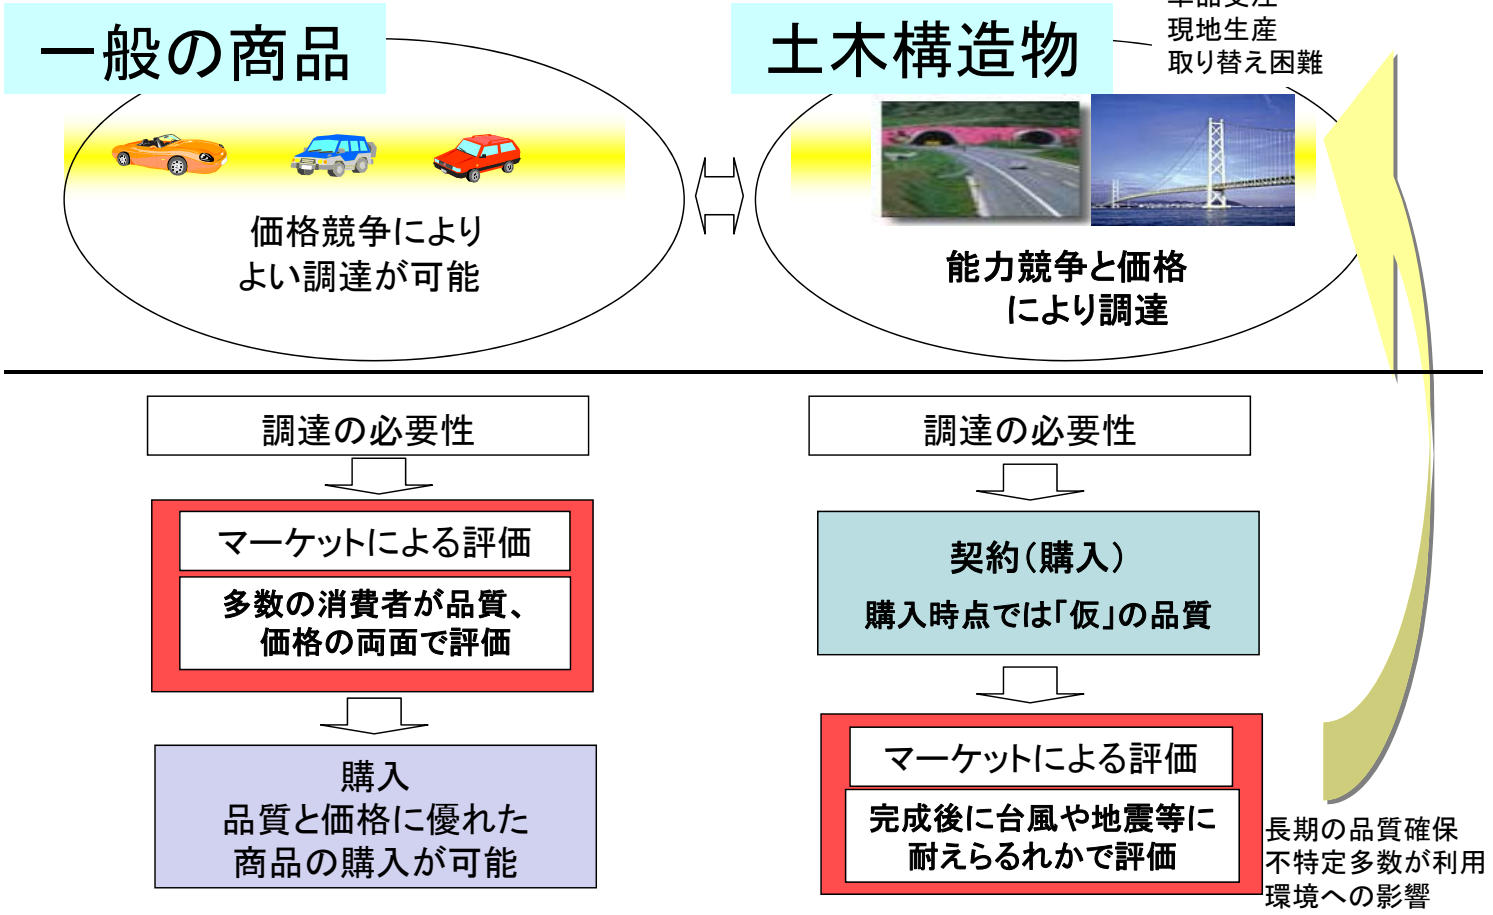 一般の商品
価格競争により
よい調達が可能
土木構造物
単品受注
現地生産
取り替え困難
能力競争と価格
により調達
調達の必要性
マーケットによる評価
多数の消費者が品質、
価格の両面で評価
購入
品質と価格に優れた
商品の購入が可能
調達の必要性
契約(購入)
購入時点では「仮」の品質
マーケットによる評価
完成後に台風や地震等に
耐えらるれかで評価
長期の品質確保
不特定多数が利用
環境への影響